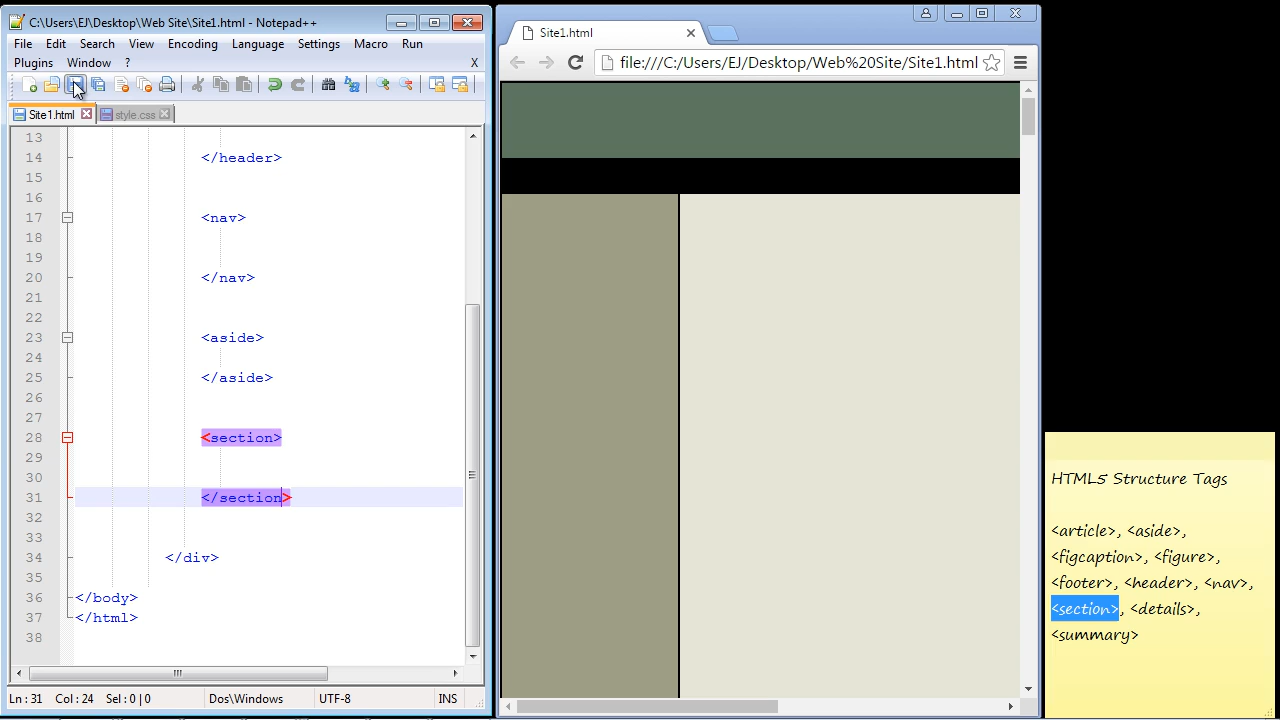 C:\Users\EJ\Desktop\Web Site\Site1.html - Notepad++
File Edit Search View Encoding Language Settings Macro Run
Plugins Window ? X
Site1.html style.css
13
14 </header>
15
16
17 <nav>
18
19
20 </nav>
21
22
23 <aside>
24
25 </aside>
26
27
28 <section>
29
30
31 </section>
32
33
34 </div>
35
36 </body>
37 </html>
38
Ln : 31 Col : 24 Sel : 0 | 0 Dos\Windows UTF-8 INS
Site1.html
file:///C:/Users/EJ/Desktop/Web%20Site/Site1.html
HTML5 Structure Tags
<article>, <aside>,
<figcaption>, <figure>,
<footer>, <header>, <nav>,
<section>, <details>,
<summary>